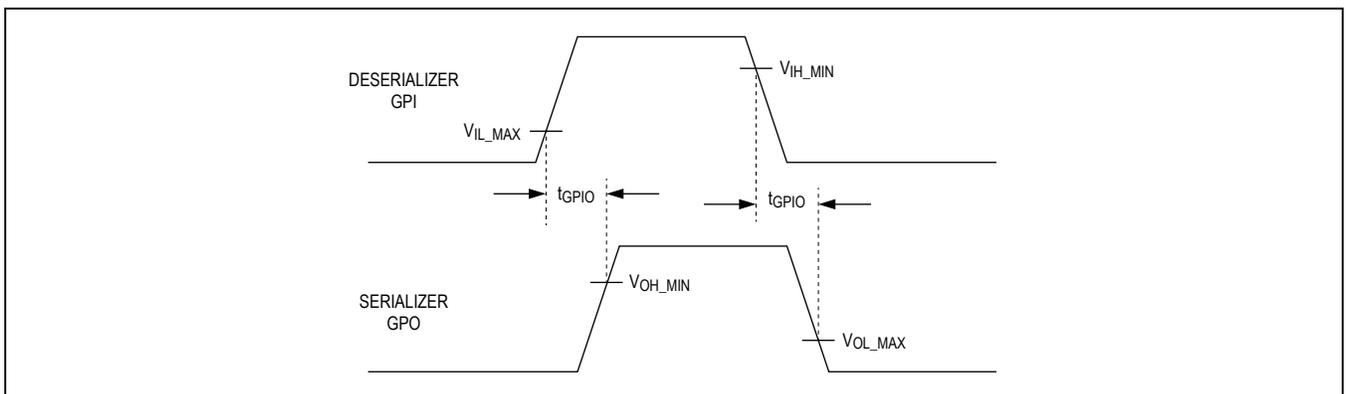 DESERIALIZER
GPI
VIH_MIN
VIL_MAX
tGPIO
tGPIO
SERIALIZER
GPO
VOH_MIN
VOL_MAX